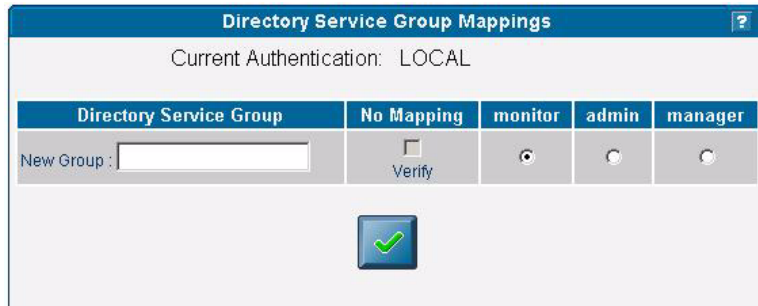 Directory Service Group Mappings ?
Current Authentication: LOCAL
Directory Service Group No Mapping monitor admin manager
New Group :
Verify